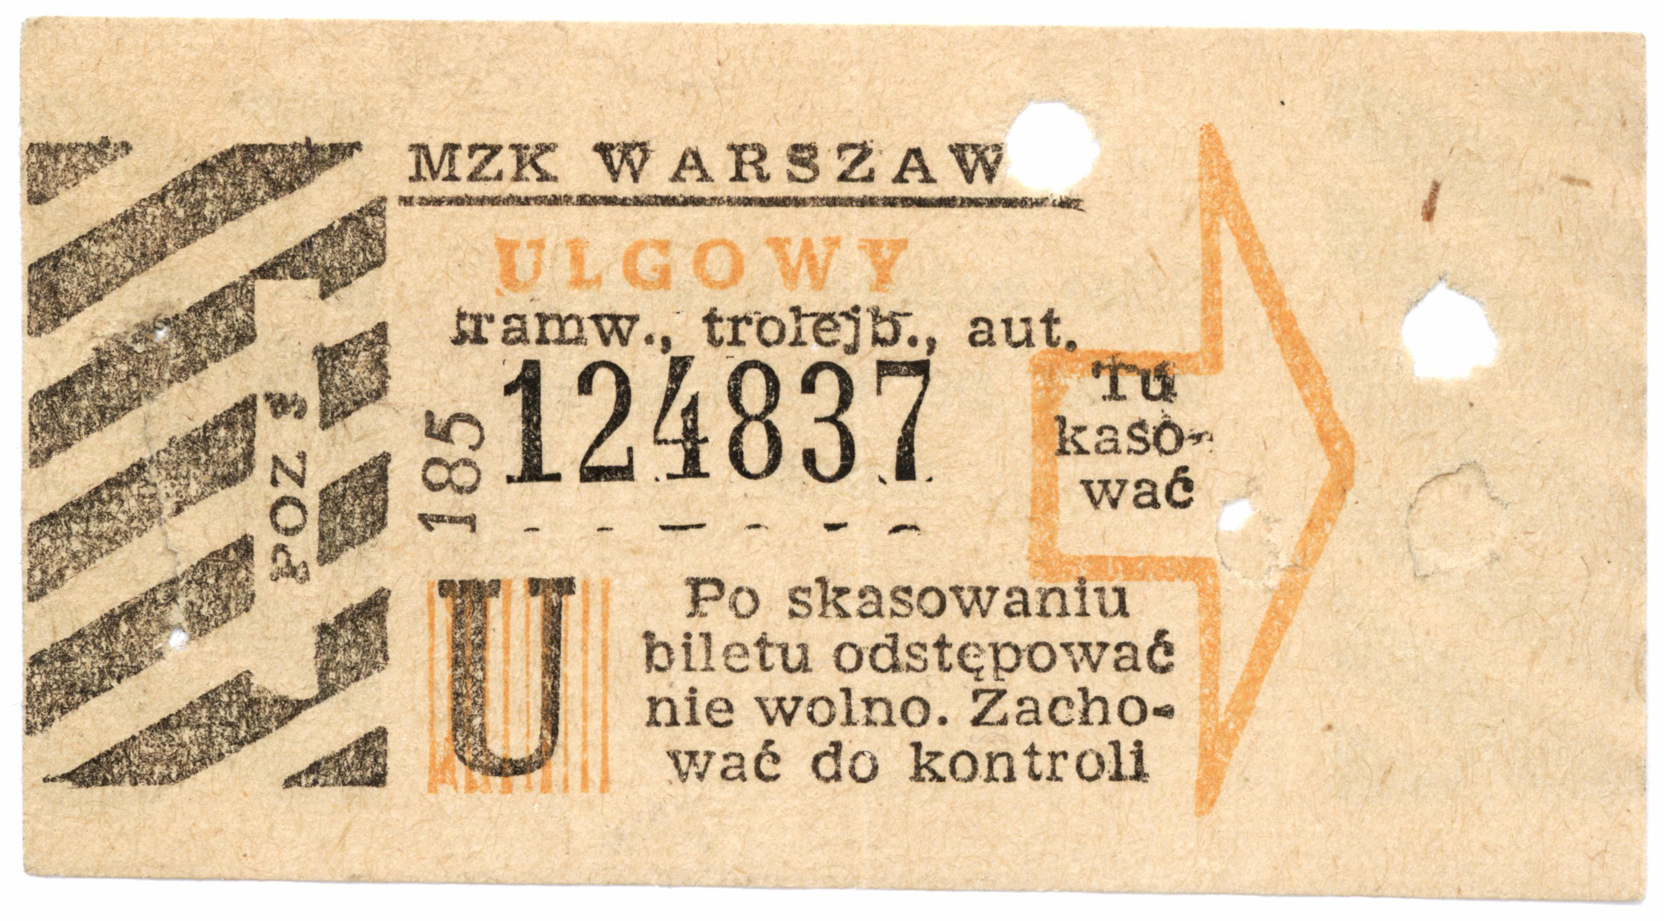 MZK WARSZAW
ULGOWY
tramw., trolejb., aut.
185
124837
Tu
kaso-
wać
POZ S
U
Po skasowaniu
biletu odstępować
nie wolno. Zacho-
wać do kontroli